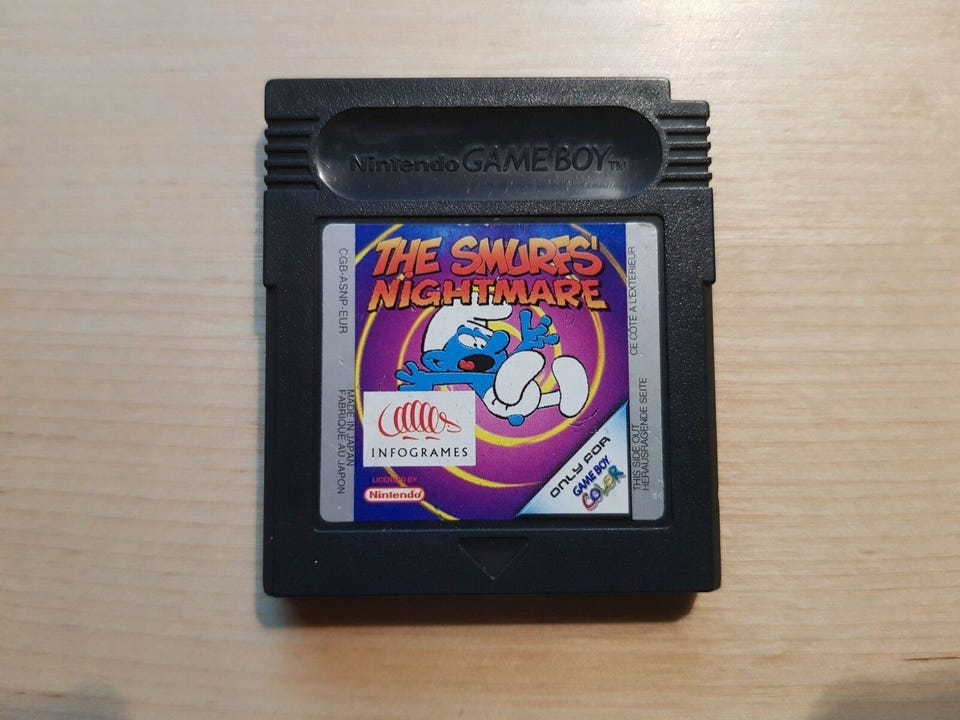 Nintendo GAME BOY™
THE SMURFS'
NIGHTMARE
CGB-ASNP-EUR
MADE IN JAPAN
FABRIQUÉ AU JAPON
INFOGRAMES
LICENSED BY
Nintendo
ONLY FOR
GAME BOY
COLOR
CE CÔTÉ À L'EXTÉRIEUR
THIS SIDE OUT
HERAUSRAGENDE SEITE